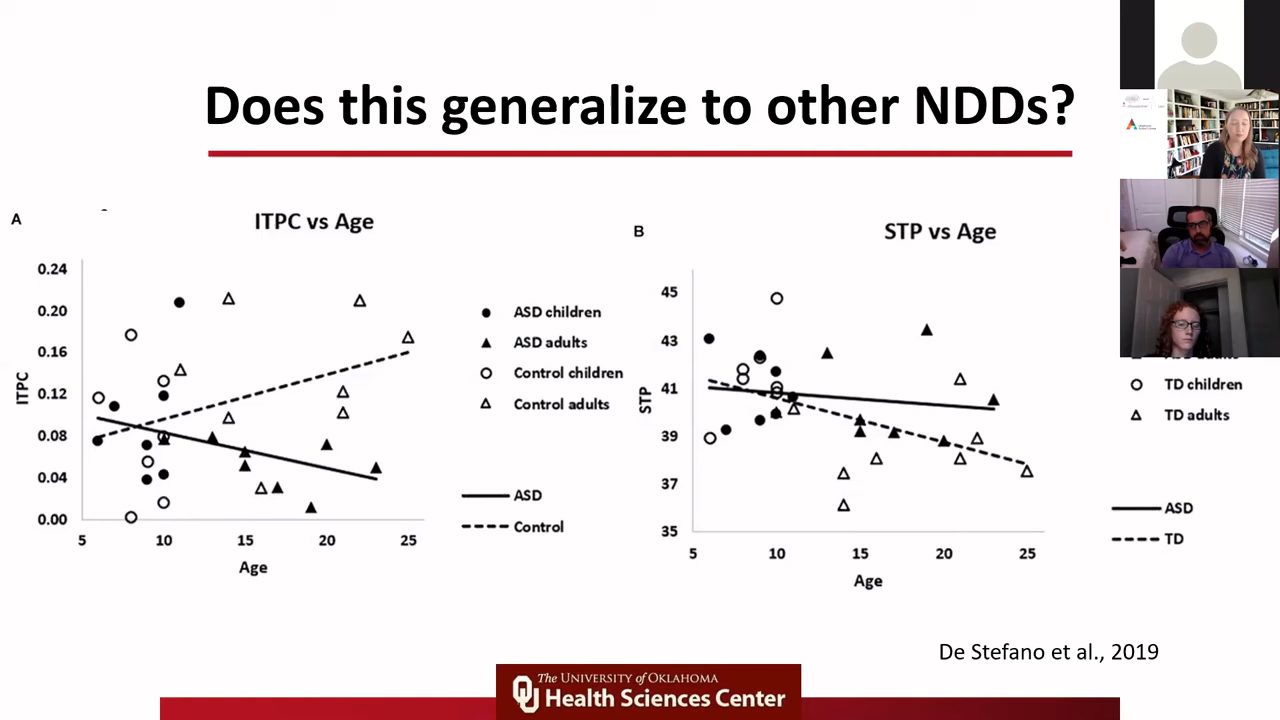 Does this generalize to other NDDs?
A
ITPC vs Age
0.24
0.20
0.16
0.12
0.08
0.04
0.00
ITPC
5
10
15
20
25
Age
ASD children
ASD adults
Control children
Control adults
ASD
Control
B
STP vs Age
45
43
41
39
37
35
STP
5
10
15
20
25
Age
TD children
TD adults
ASD
TD
De Stefano et al., 2019
The UNIVERSITY of OKLAHOMA
Health Sciences Center